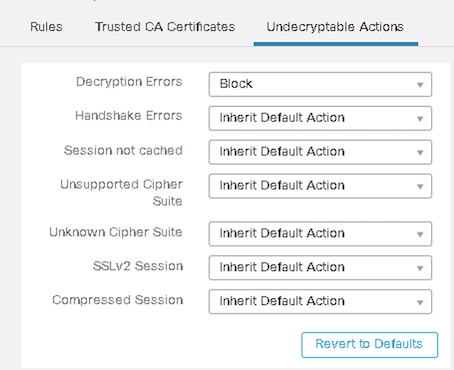 Rules Trusted CA Certificates Undecryptable Actions
Decryption Errors Block
Handshake Errors Inherit Default Action
Session not cached Inherit Default Action
Unsupported Cipher Inherit Default Action
Suite
Unknown Cipher Suite Inherit Default Action
SSLv2 Session Inherit Default Action
Compressed Session Inherit Default Action
Revert to Defaults